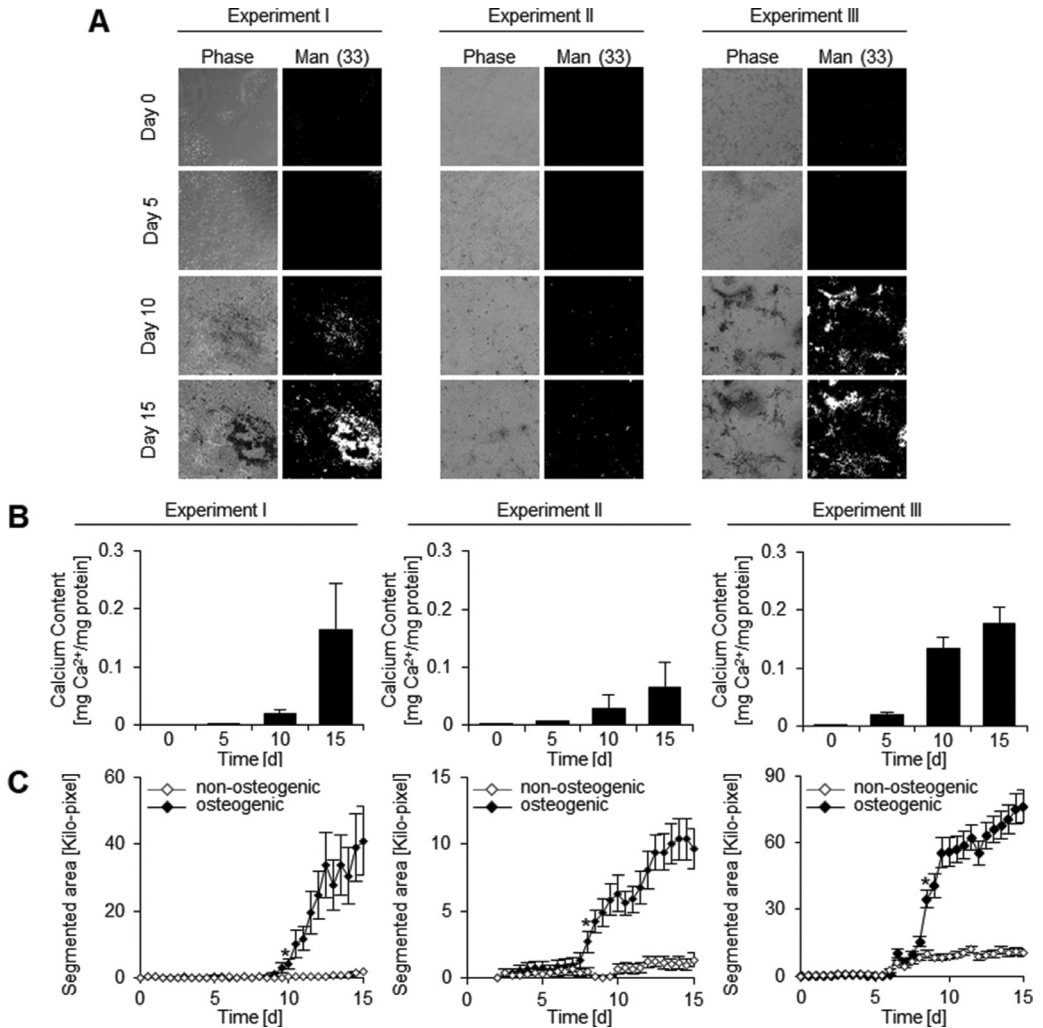 A
Experiment I Experiment II Experiment III
Phase Man (33) Phase Man (33) Phase Man (33)
Day 0
Day 5
Day 10
Day 15
B
Experiment I Experiment II Experiment III
Calcium Content [mg Ca²⁺/mg protein]
0.3
0.2
0.1
0
0 5 10 15
Time [d]
Calcium Content [mg Ca²⁺/mg protein]
0.3
0.2
0.1
0
0 5 10 15
Time [d]
Calcium Content [mg Ca²⁺/mg protein]
0.3
0.2
0.1
0
0 5 10 15
Time [d]
C
Segmented area [Kilo-pixel]
60
40
20
0
non-osteogenic
osteogenic
*
0 5 10 15
Time [d]
Segmented area [Kilo-pixel]
15
10
5
0
non-osteogenic
osteogenic
*
0 5 10 15
Time [d]
Segmented area [Kilo-pixel]
90
60
30
0
non-osteogenic
osteogenic
*
0 5 10 15
Time [d]